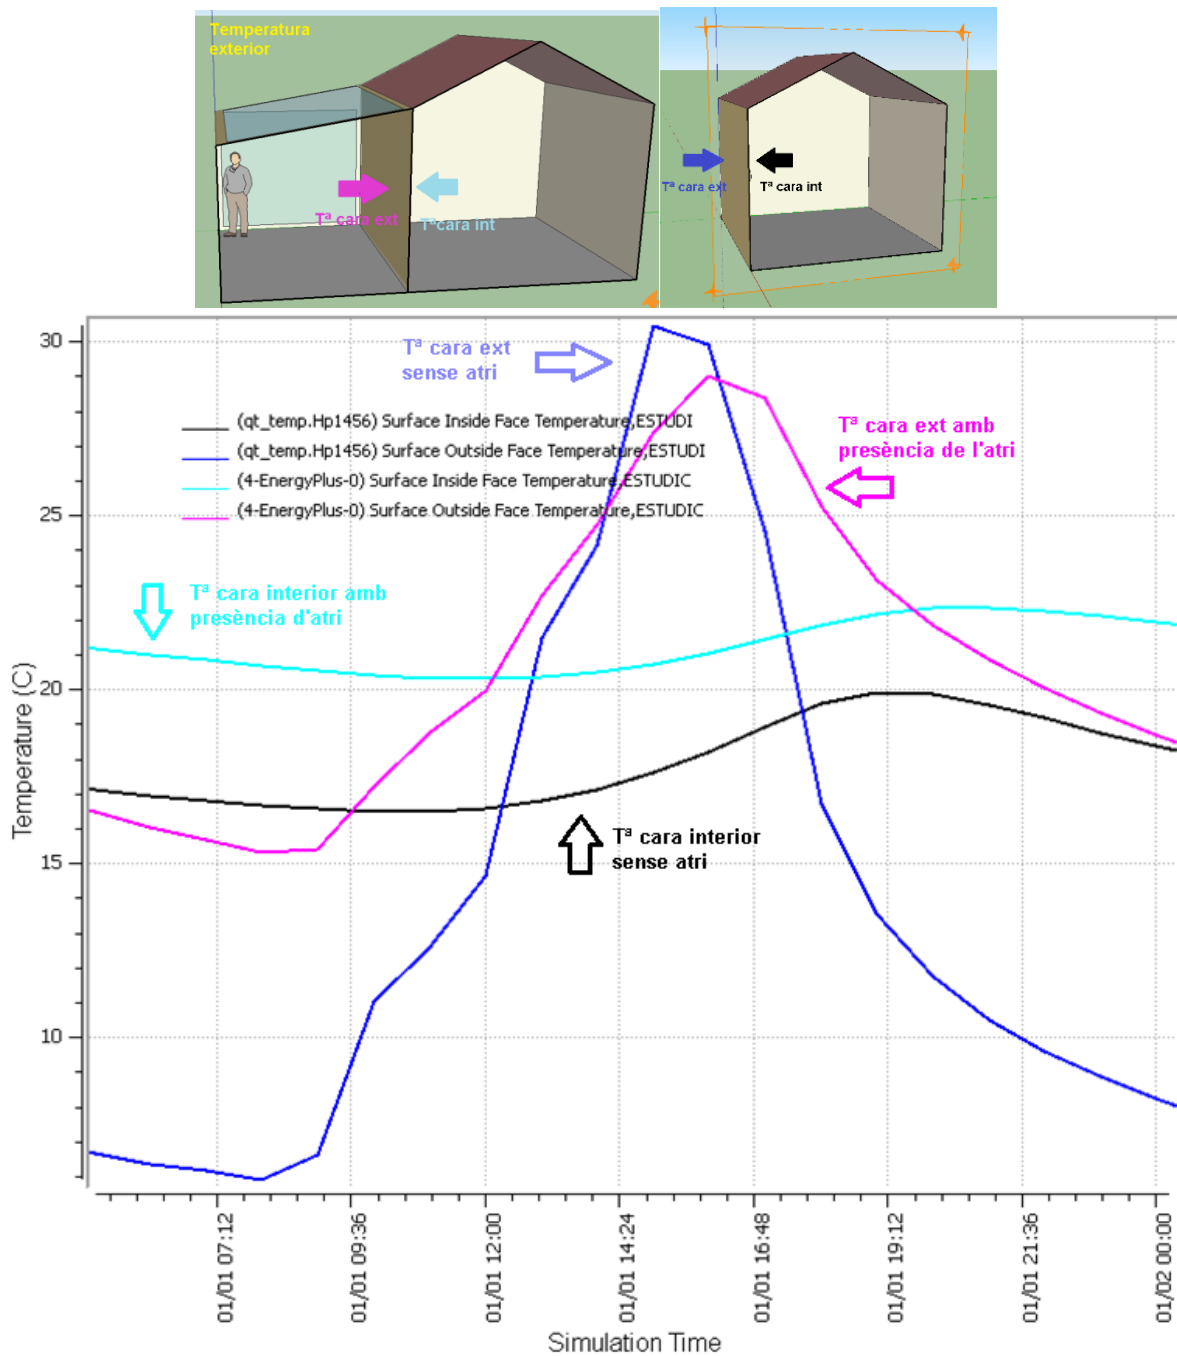 Temperatura
exterior
Tª cara ext
Tªcara int
Tª cara ext
Tª cara int
Tª cara ext
sense atri
(qt_temp.Hp1456) Surface Inside Face Temperature,ESTUDI
(qt_temp.Hp1456) Surface Outside Face Temperature,ESTUDI
(4-EnergyPlus-0) Surface Inside Face Temperature,ESTUDIC
(4-EnergyPlus-0) Surface Outside Face Temperature,ESTUDIC
Tª cara ext amb
presència de l'atri
Tª cara interior amb
presència d'atri
Tª cara interior
sense atri
Temperature (C)
30
25
20
15
10
01/01 07:12
01/01 09:36
01/01 12:00
01/01 14:24
01/01 16:48
01/01 19:12
01/01 21:36
01/02 00:00
Simulation Time